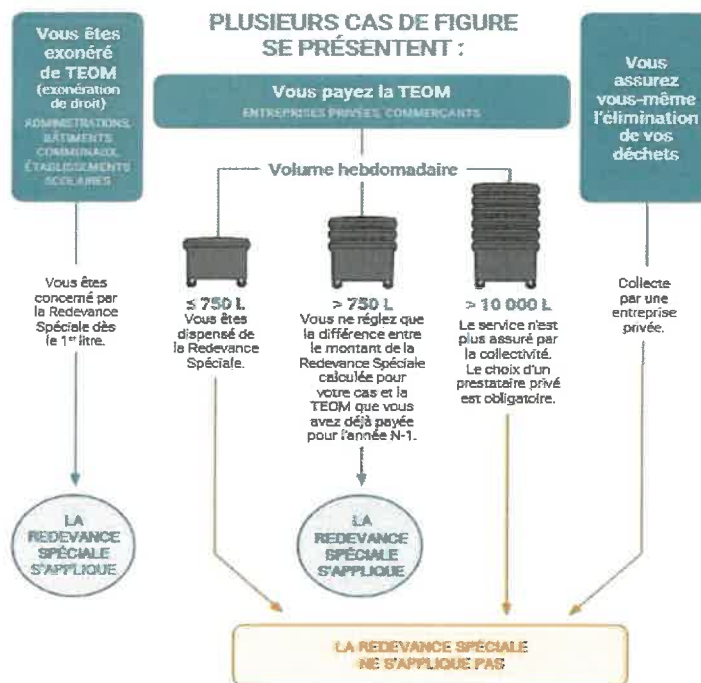 PLUSIEURS CAS DE FIGURE
SE PRÉSENTENT :
Vous êtes
exonéré
de TEOM
(exonération
de droit)
ADMINISTRATIONS,
BÂTIMENTS
COMMUNAUX,
ÉTABLISSEMENTS
SCOLAIRES
Vous êtes
concerné par
la Redevance
Spéciale dès
le 1er litre.
LA
REDEVANCE
SPÉCIALE
S'APPLIQUE
Vous payez la TEOM
ENTREPRISES PRIVÉES, COMMERÇANTS
Volume hebdomadaire
≤ 750 L
Vous êtes
dispensé de
la Redevance
Spéciale.
> 750 L
Vous ne réglez que
la différence entre
le montant de la
Redevance Spéciale
calculée pour
votre cas et la
TEOM que vous
avez déjà payée
pour l'année N-1.
LA
REDEVANCE
SPÉCIALE
S'APPLIQUE
> 10 000 L
Le service n'est
plus assuré par
la collectivité.
Le choix d'un
prestataire privé
est obligatoire.
Vous
assurez
vous-même
l'élimination
de vos
déchets
Collecte
par une
entreprise
privée.
LA REDEVANCE SPÉCIALE
NE S'APPLIQUE PAS